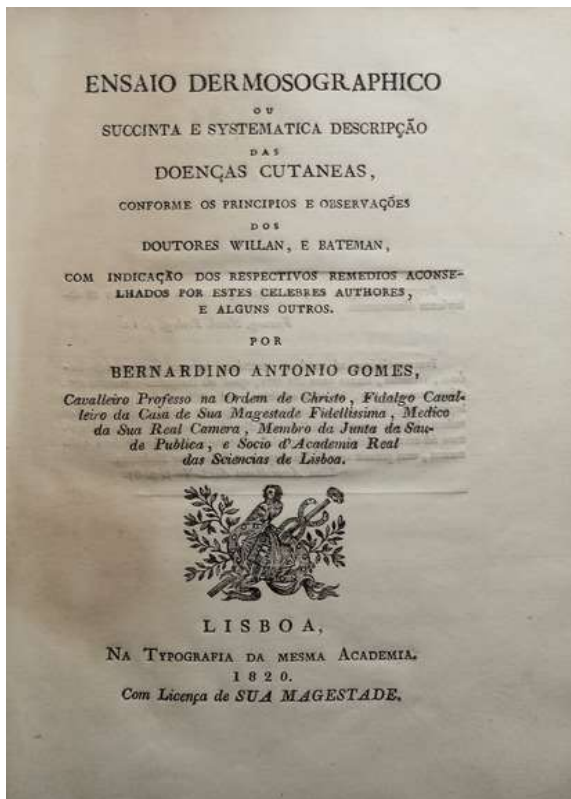 ENSAIO DERMOSOGRAPHICO
OU
SUCCINTA E SYSTEMATICA DESCRIPÇÃO
DAS
DOENÇAS CUTANEAS,
CONFORME OS PRINCIPIOS E OBSERVAÇÕES
DOS
DOUTORES WILLAN, E BATEMAN,
COM INDICAÇÃO DOS RESPECTIVOS REMEDIOS ACONSE-
LHADOS POR ESTES CELEBRES AUTHORES,
E ALGUNS OUTROS.
POR
BERNARDINO ANTONIO GOMES,
Cavalleiro Professo na Ordem de Christo, Fidalgo Caval-
leiro da Casa de Sua Magestade Fidellissima, Medico
da Sua Real Camera, Membro da Junta da Sau-
de Publica, e Socio d'Academia Real
das Sciencias de Lisboa.
LISBOA,
NA TYPOGRAFIA DA MESMA ACADEMIA.
1820.
Com Licença de SUA MAGESTADE.